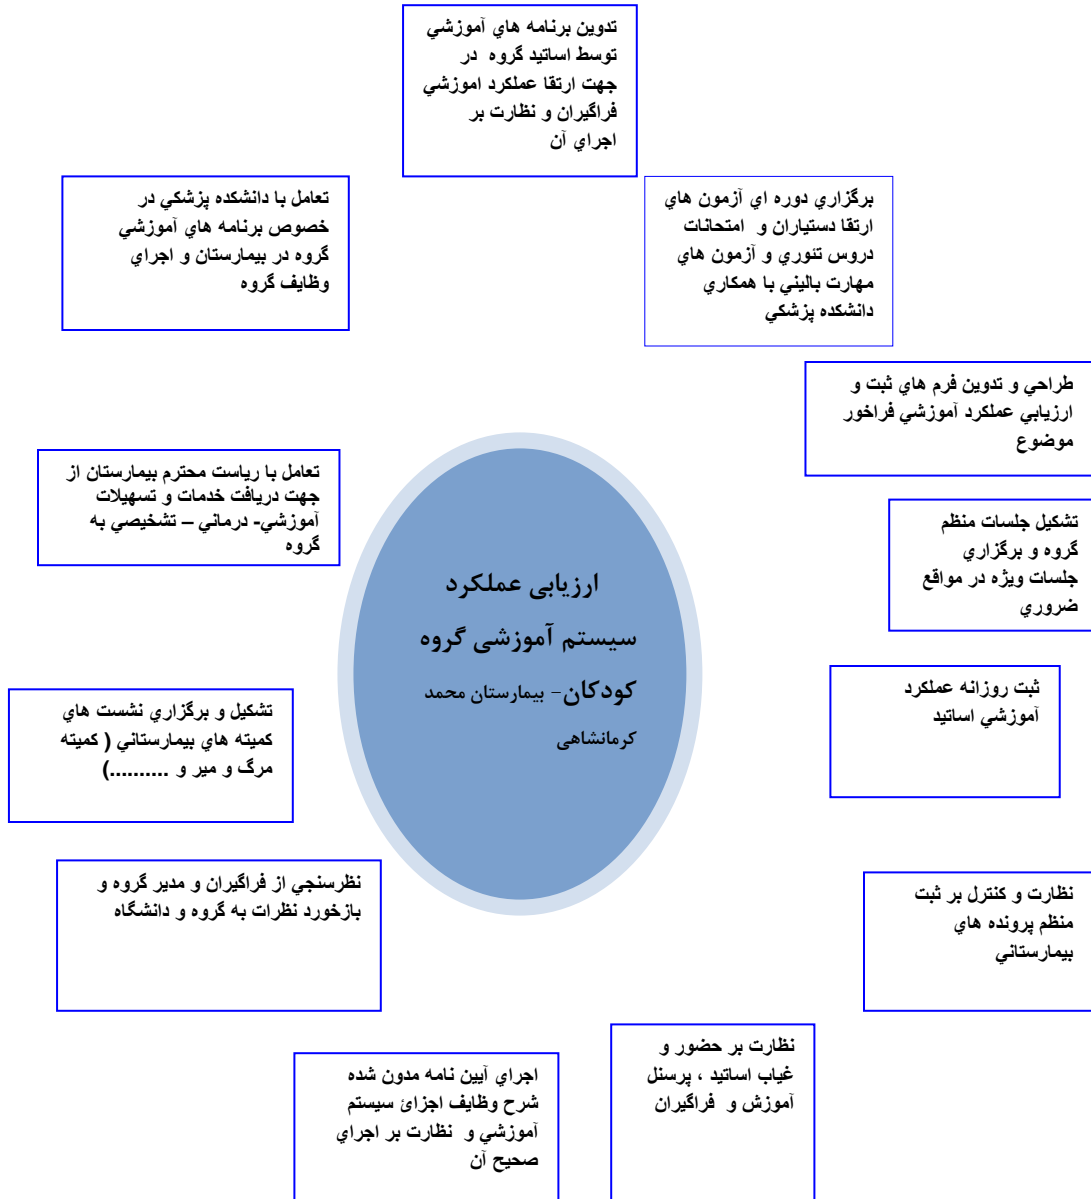 تدوين برنامه هاي آموزشي
توسط اساتيد گروه در
جهت ارتقا عملكرد اموزشي
فراگيران و نظارت بر
اجراي آن
برگزاري دوره اي آزمون هاي
ارتقا دستياران و امتحانات
دروس تئوري و آزمون هاي
مهارت باليني با همكاري
دانشكده پزشكي
تعامل با دانشكده پزشكي در
خصوص برنامه هاي آموزشي
گروه در بيمارستان و اجراي
وظايف گروه
طراحي و تدوين فرم هاي ثبت و
ارزيابي عملكرد آموزشي فراخور
موضوع
تعامل با رياست محترم بيمارستان از
جهت دريافت خدمات و تسهيلات
آموزشي- درماني – تشخيصي به
گروه
تشكيل جلسات منظم
گروه و برگزاري
جلسات ويژه در مواقع
ضروري
ارزیابی عملکرد
سیستم آموزشی گروه
کودکان- بیمارستان محمد
کرمانشاهی
ثبت روزانه عملكرد
آموزشي اساتيد
تشكيل و برگزاري نشست هاي
كميته هاي بيمارستاني ( كميته
مرگ و مير و ..........)
نظرسنجي از فراگيران و مدير گروه و
بازخورد نظرات به گروه و دانشگاه
نظارت و كنترل بر ثبت
منظم پرونده هاي
بيمارستاني
نظارت بر حضور و
غياب اساتيد ، پرسنل
آموزش و فراگيران
اجراي آيين نامه مدون شده
شرح وظايف اجزائ سيستم
آموزشي و نظارت بر اجراي
صحيح آن